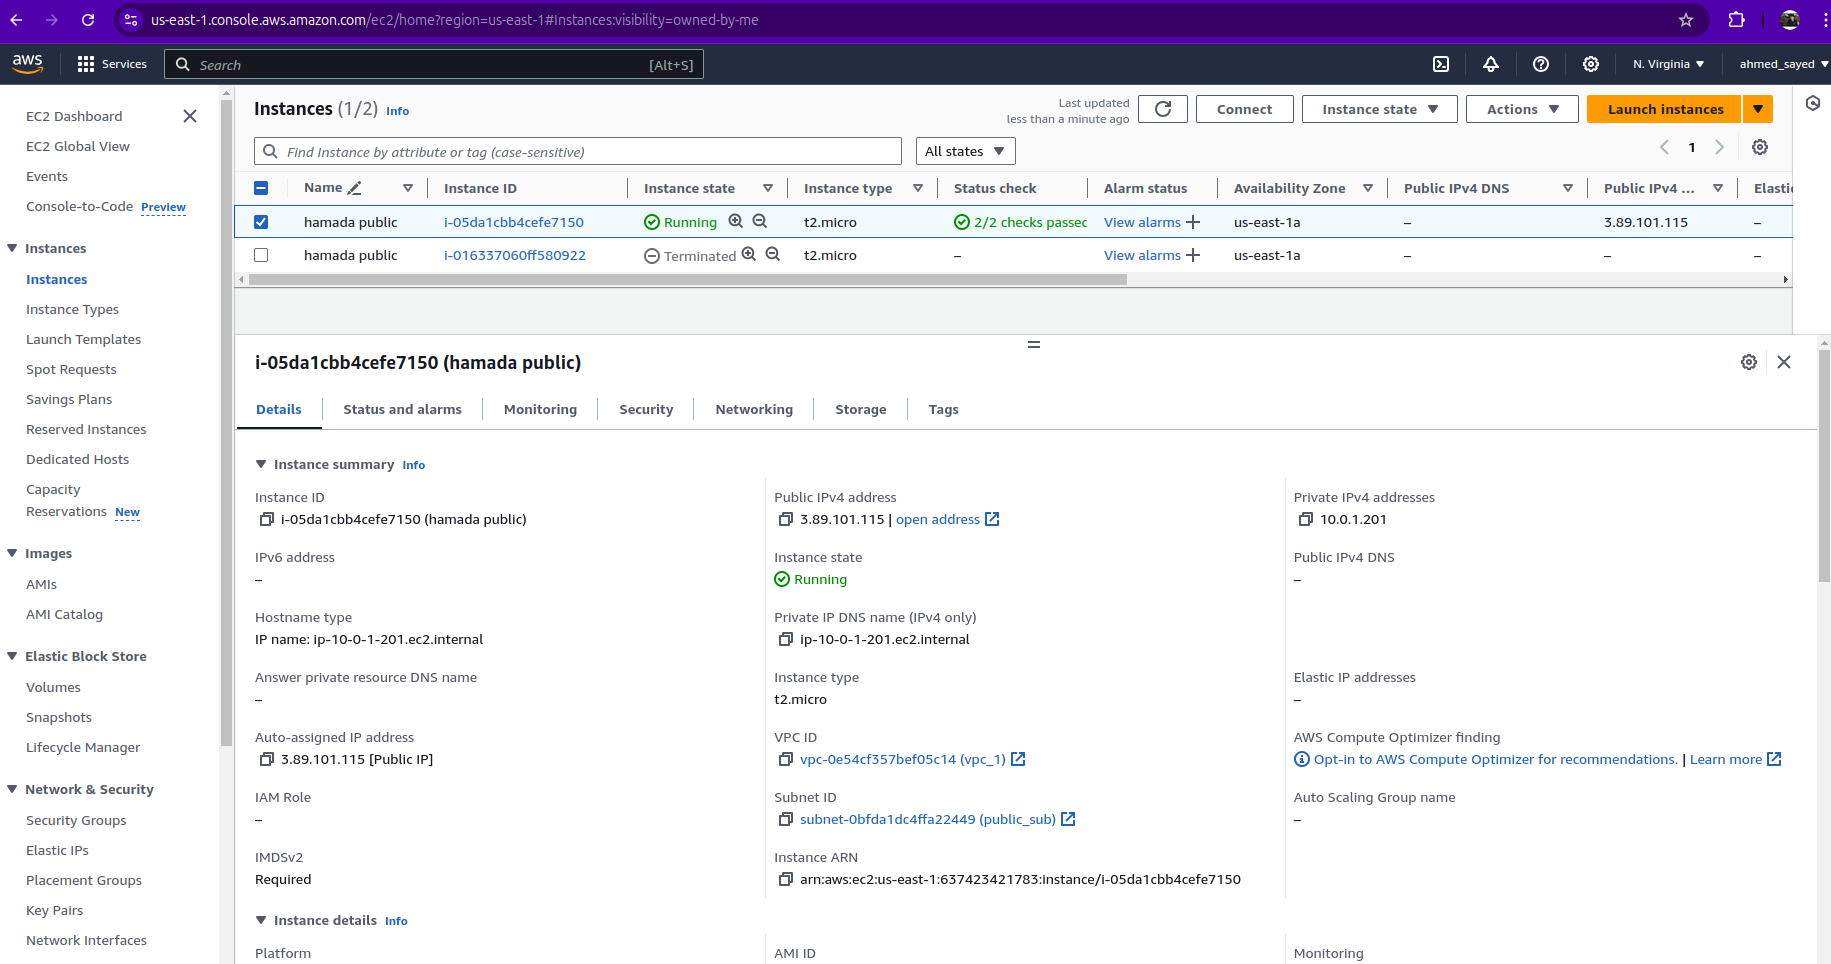 us-east-1.console.aws.amazon.com/ec2/home?region=us-east-1#Instances:visibility=owned-by-me
aws
Services
Search
[Alt+S]
N. Virginia
ahmed_sayed
EC2 Dashboard
EC2 Global View
Events
Console-to-Code Preview
Instances
Instances
Instance Types
Launch Templates
Spot Requests
Savings Plans
Reserved Instances
Dedicated Hosts
Capacity
Reservations New
Images
AMIs
AMI Catalog
Elastic Block Store
Volumes
Snapshots
Lifecycle Manager
Network & Security
Security Groups
Elastic IPs
Placement Groups
Key Pairs
Network Interfaces
Instances (1/2) Info
Last updated
less than a minute ago
Connect
Instance state
Actions
Launch instances
Find Instance by attribute or tag (case-sensitive)
All states
1
Name Instance ID Instance state Instance type Status check Alarm status Availability Zone Public IPv4 DNS Public IPv4 ... Elastic
hamada public i-05da1cbb4cefe7150 Running t2.micro 2/2 checks passec View alarms + us-east-1a – 3.89.101.115 –
hamada public i-016337060ff580922 Terminated t2.micro – View alarms + us-east-1a – – –
i-05da1cbb4cefe7150 (hamada public)
Details Status and alarms Monitoring Security Networking Storage Tags
Instance summary Info
Instance ID
i-05da1cbb4cefe7150 (hamada public)
Public IPv4 address
3.89.101.115 | open address
Private IPv4 addresses
10.0.1.201
IPv6 address
–
Instance state
Running
Public IPv4 DNS
–
Hostname type
IP name: ip-10-0-1-201.ec2.internal
Private IP DNS name (IPv4 only)
ip-10-0-1-201.ec2.internal
Answer private resource DNS name
–
Instance type
t2.micro
Elastic IP addresses
–
Auto-assigned IP address
3.89.101.115 [Public IP]
VPC ID
vpc-0e54cf357bef05c14 (vpc_1)
AWS Compute Optimizer finding
Opt-in to AWS Compute Optimizer for recommendations. | Learn more
IAM Role
–
Subnet ID
subnet-0bfda1dc4ffa22449 (public_sub)
Auto Scaling Group name
–
IMDSv2
Required
Instance ARN
arn:aws:ec2:us-east-1:637423421783:instance/i-05da1cbb4cefe7150
Instance details Info
Platform
AMI ID
Monitoring